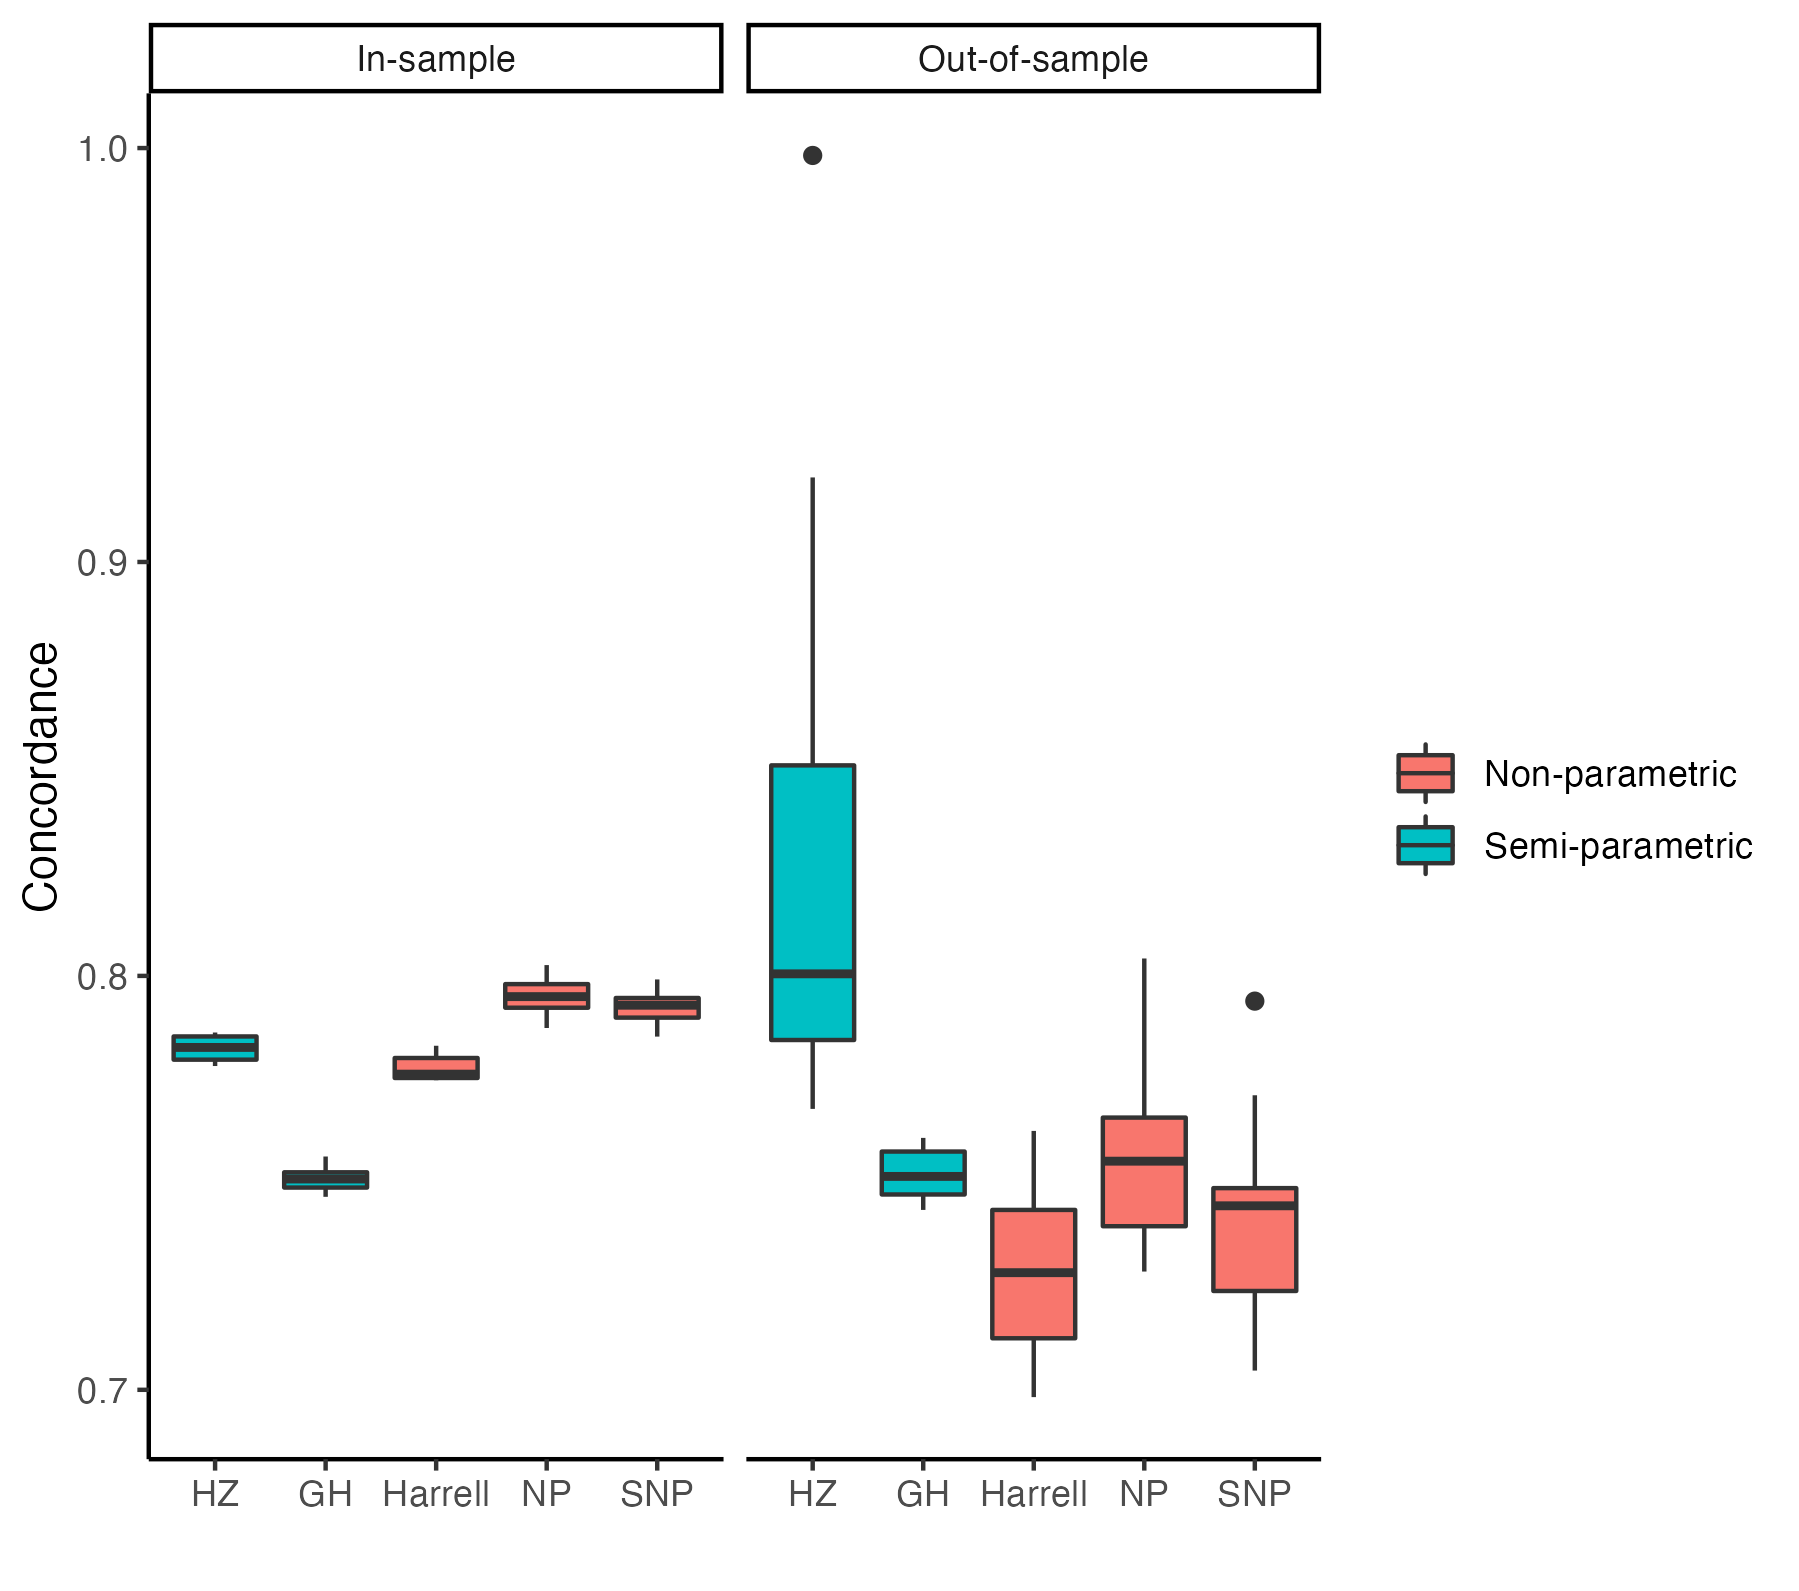 In-sample
Out-of-sample
1.0
0.9
0.8
0.7
Concordance
HZ GH Harrell NP SNP
HZ GH Harrell NP SNP
Non-parametric
Semi-parametric